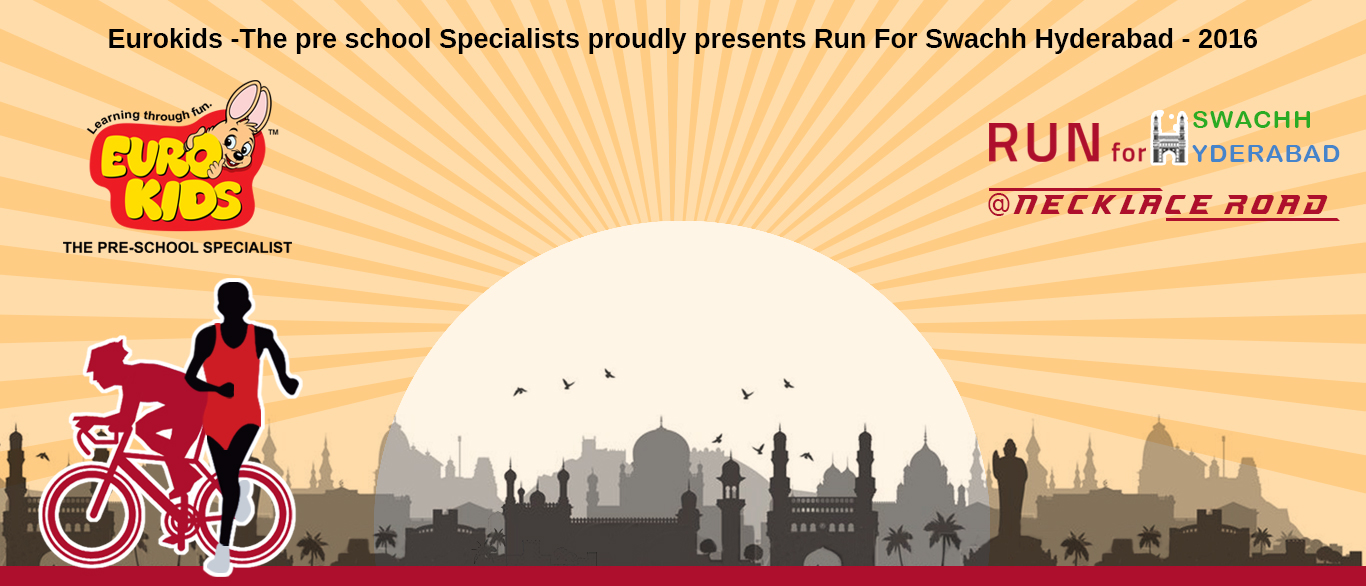 Eurokids -The pre school Specialists proudly presents Run For Swachh Hyderabad - 2016
Learning through fun.
EURO
KIDS
TM
THE PRE-SCHOOL SPECIALIST
RUN for SWACHH
HYDERABAD
@NECKLACE ROAD